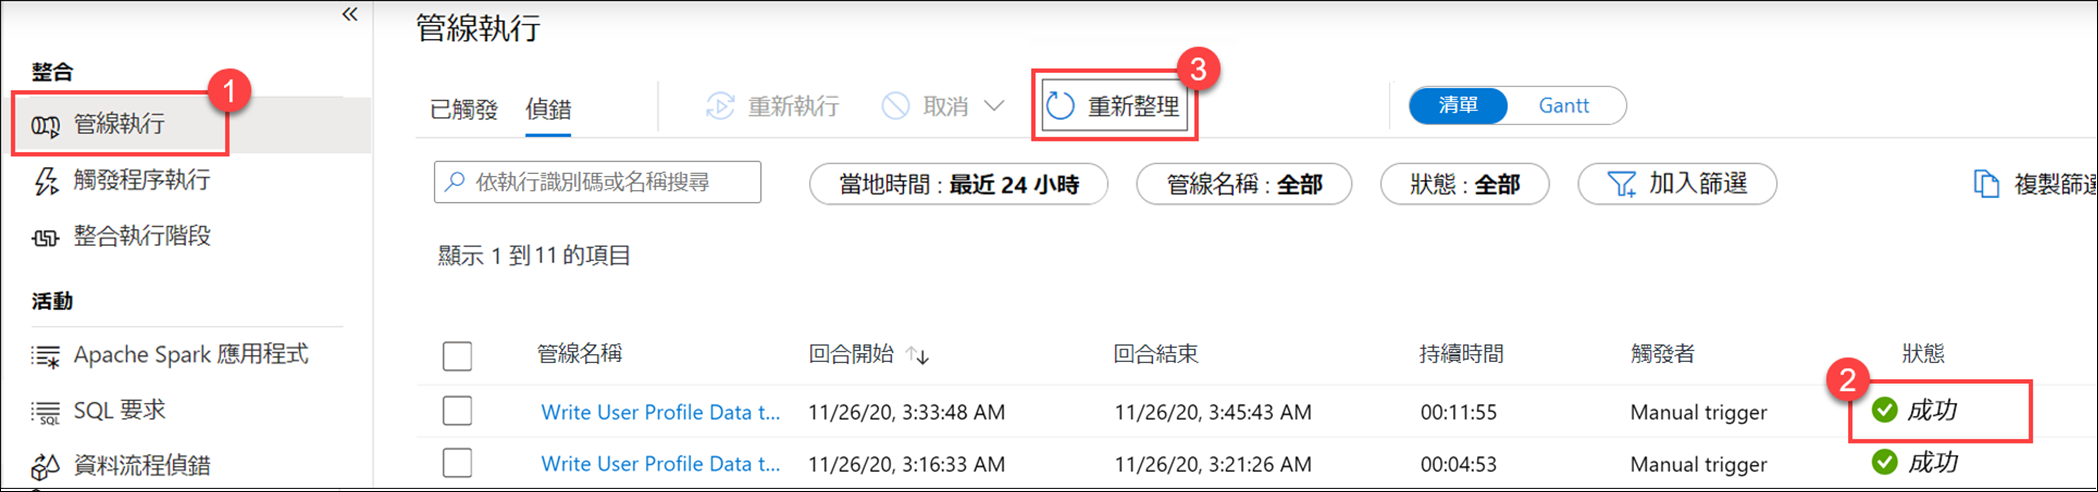 «
管線執行
整合
1
管線執行
觸發程序執行
整合執行階段
活動
Apache Spark 應用程式
SQL 要求
資料流程偵錯
已觸發 偵錯 重新執行 取消 重新整理 清單 Gantt
3
依執行識別碼或名稱搜尋 當地時間 : 最近 24 小時 管線名稱 : 全部 狀態 : 全部 加入篩選 複製篩選
顯示 1 到11 的項目
管線名稱 回合開始 ↑↓ 回合結束 持續時間 觸發者 狀態
2
Write User Profile Data t... 11/26/20, 3:33:48 AM 11/26/20, 3:45:43 AM 00:11:55 Manual trigger 成功
Write User Profile Data t... 11/26/20, 3:16:33 AM 11/26/20, 3:21:26 AM 00:04:53 Manual trigger 成功